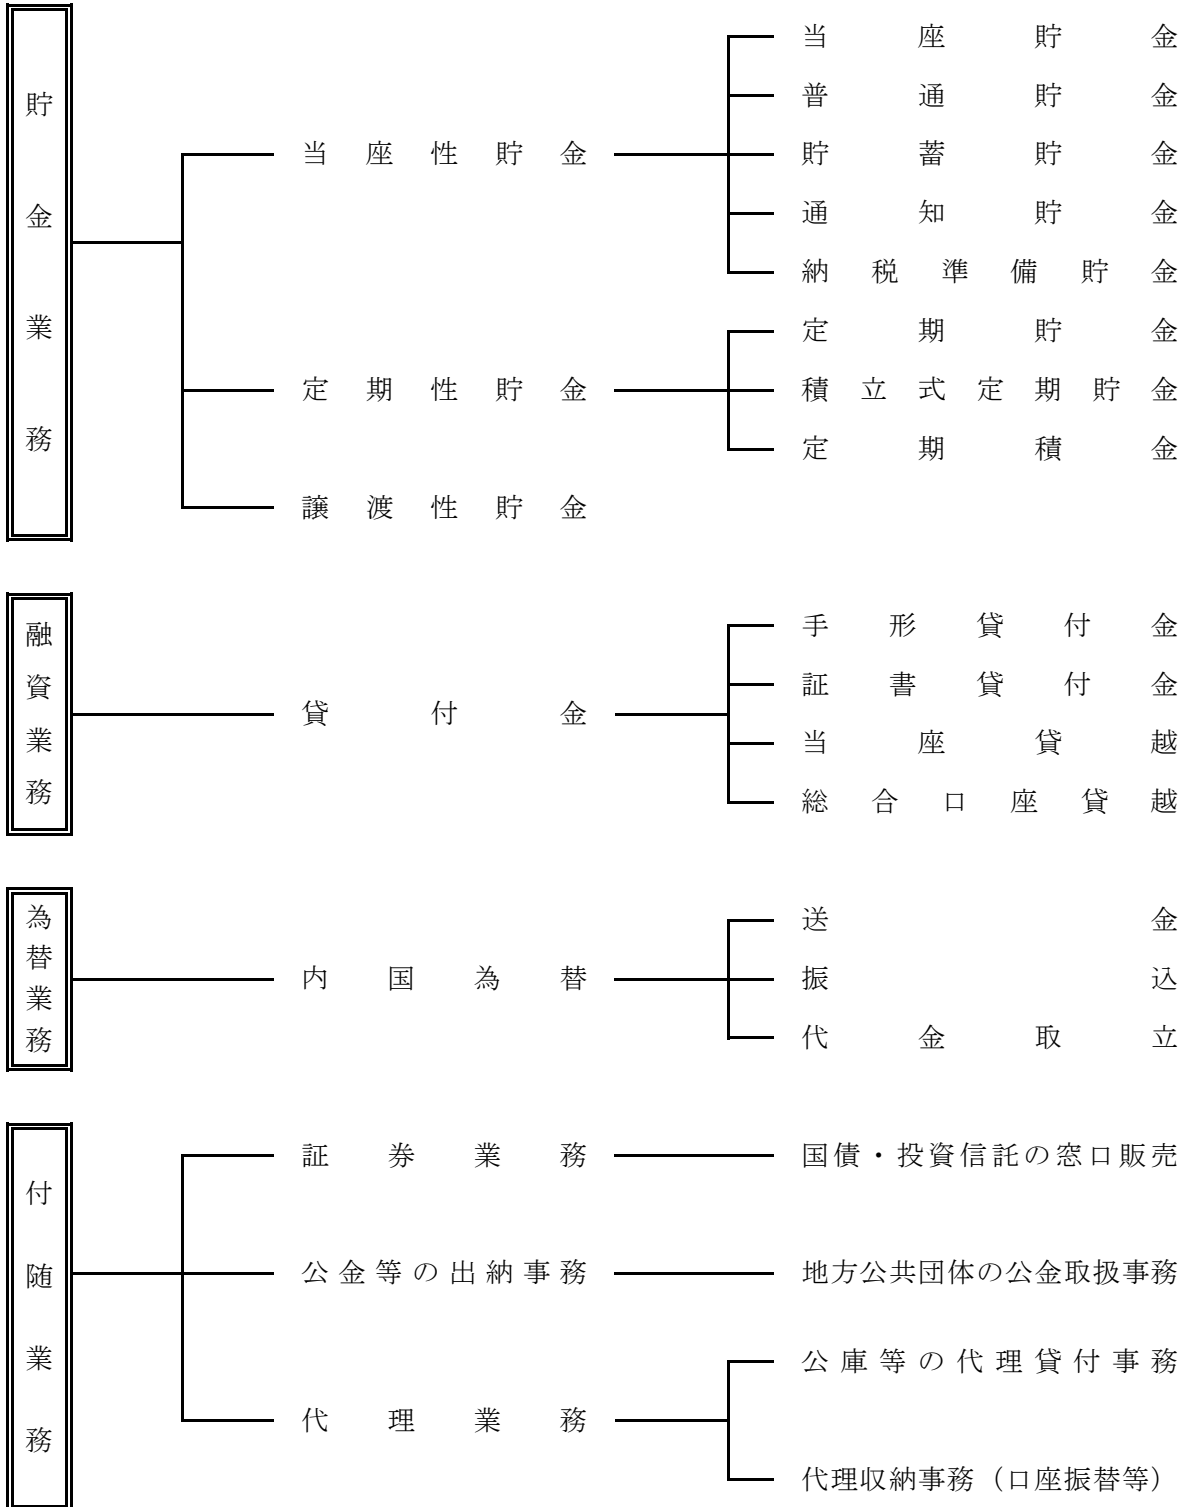 貯金業務
当座性貯金
当座貯金
普通貯金
貯蓄貯金
通知貯金
納税準備貯金
定期性貯金
定期貯金
積立式定期貯金
定期積金
譲渡性貯金
融資業務
貸付金
手形貸付金
証書貸付金
当座貸越
総合口座貸越
為替業務
内国為替
送金
振込
代金取立
付随業務
証券業務
国債・投資信託の窓口販売
公金等の出納事務
地方公共団体の公金取扱事務
代理業務
公庫等の代理貸付事務
代理収納事務（口座振替等）